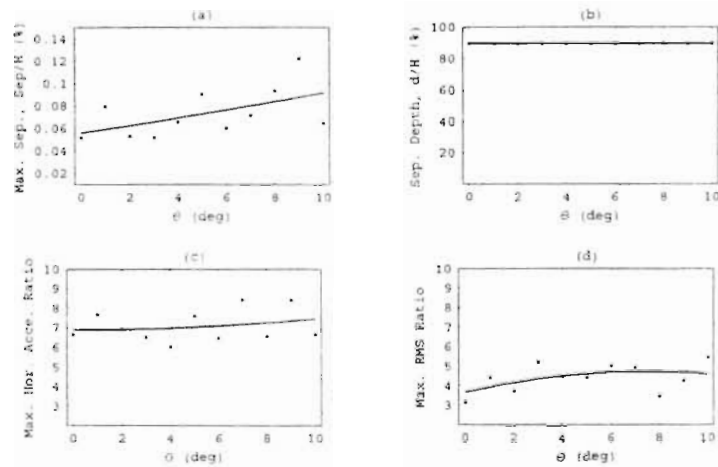 (a)
Max. Sep., Sep/H (%)
0.14
0.12
0.1
0.08
0.06
0.04
0.02
0 2 4 6 8 10
θ (deg)
(b)
Sep. Depth, d/H (%)
100
80
60
40
20
0 2 4 6 8 10
θ (deg)
(c)
Max. Hor Acce. Ratio
10
9
8
7
6
5
4
3
2
0 2 4 6 8 10
θ (deg)
(d)
Max. RMS Ratio
10
9
8
7
6
5
4
3
0 2 4 6 8 10
θ (deg)